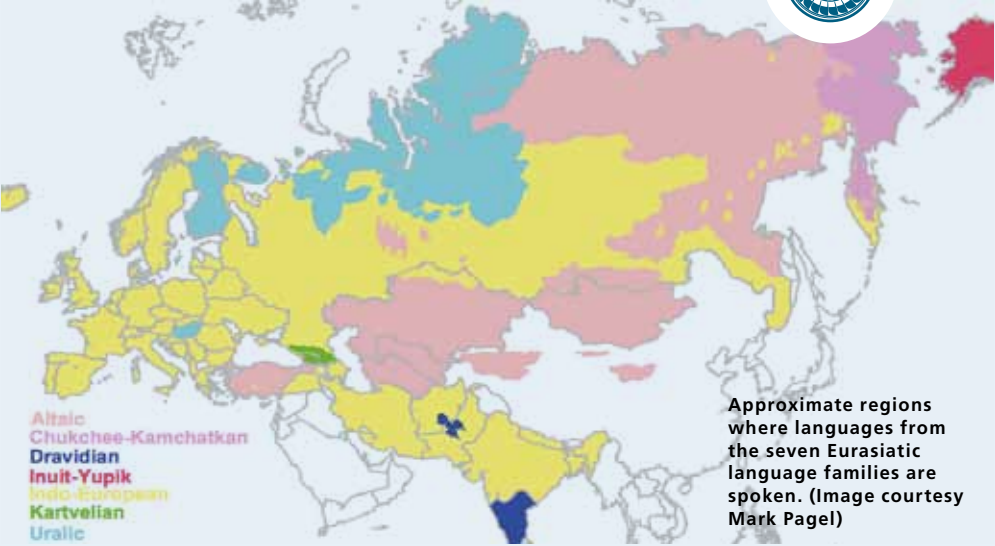 Altaic
Chukchee-Kamchatkan
Dravidian
Inuit-Yupik
Indo-European
Kartvelian
Uralic
Approximate regions
where languages from
the seven Eurasiatic
language families are
spoken. (Image courtesy
Mark Pagel)